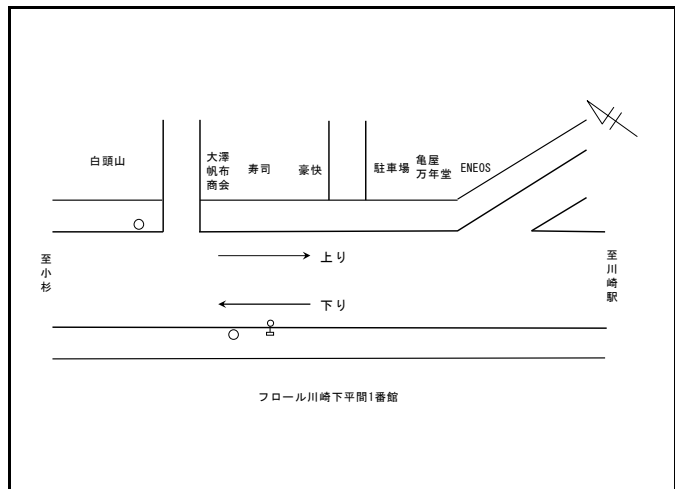 白頭山
大澤
帆布
商会
寿司
豪快
駐車場
亀屋
万年堂
ENEOS
至小杉
上り
至川崎駅
下り
フロール川崎下平間1番館